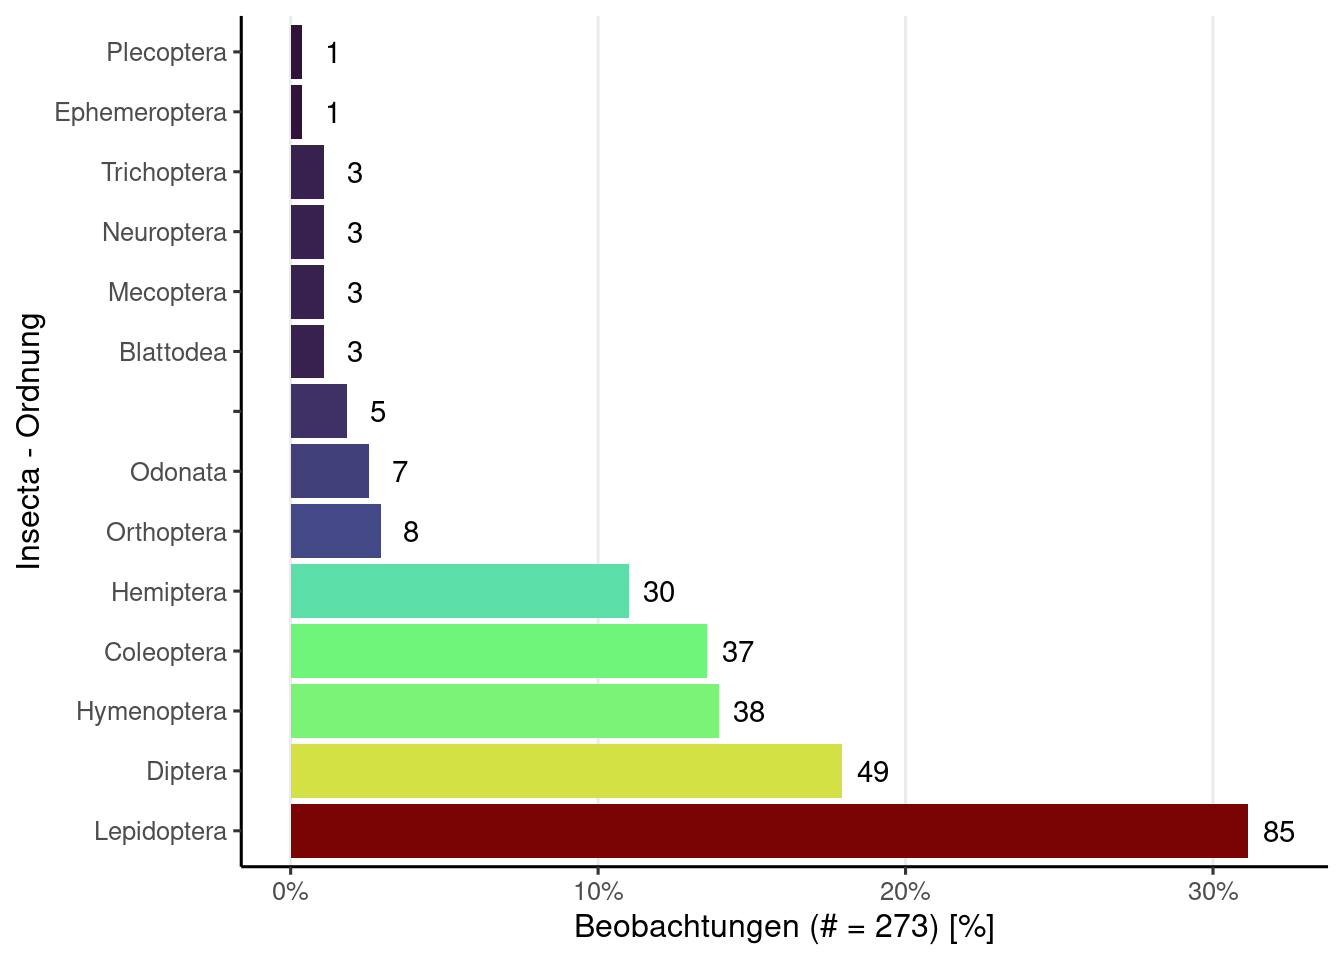 Plecoptera 1
Ephemeroptera 1
Trichoptera 3
Neuroptera 3
Mecoptera 3
Blattodea 3
5
Odonata 7
Orthoptera 8
Hemiptera 30
Coleoptera 37
Hymenoptera 38
Diptera 49
Lepidoptera 85
0% 10% 20% 30%
Beobachtungen (# = 273) [%]
Insecta - Ordnung